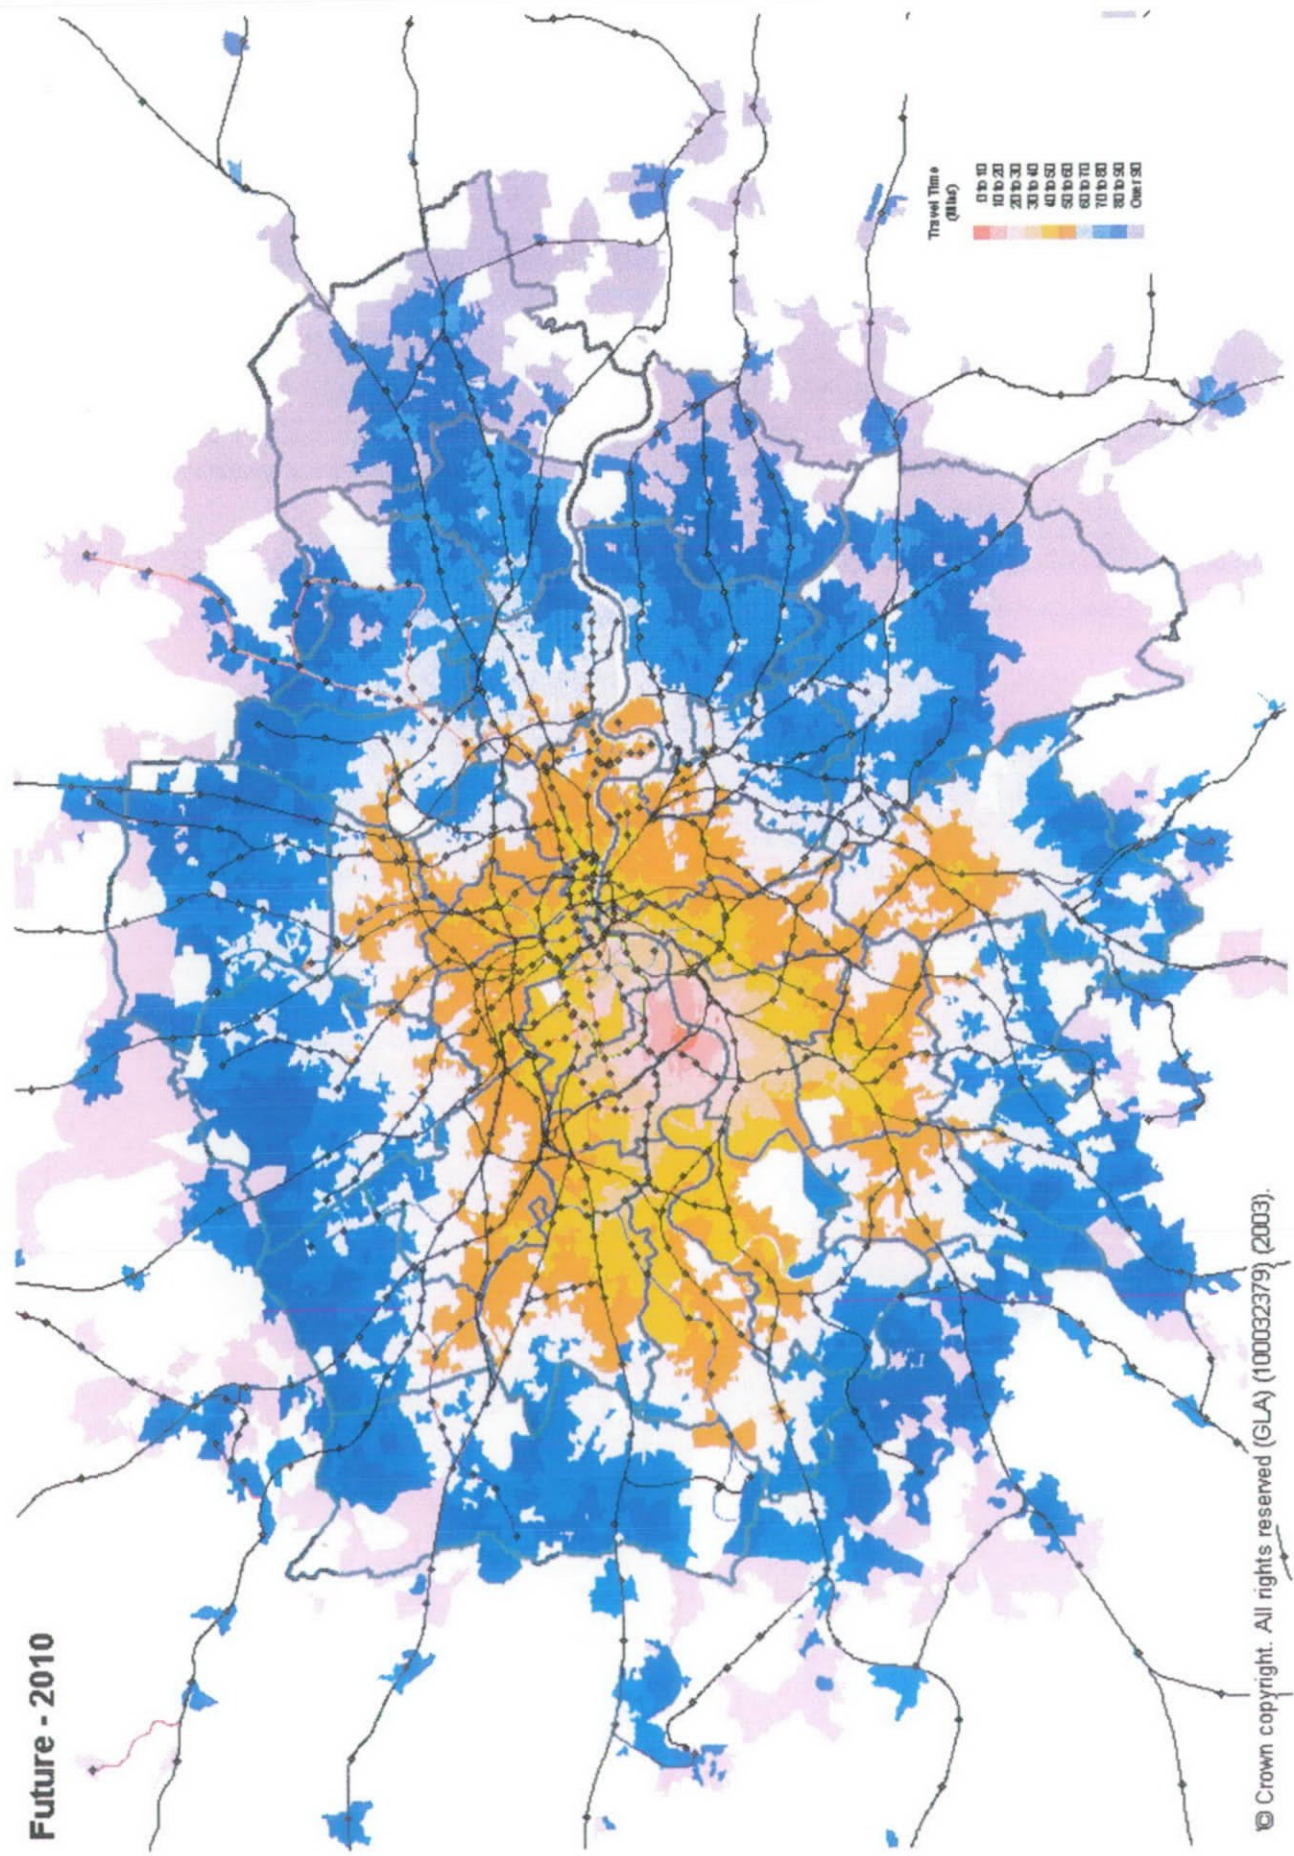 Future - 2010
Travel Time
(Mins)
0 to 10
10 to 20
20 to 30
30 to 40
40 to 50
50 to 60
60 to 70
70 to 80
80 to 90
Over 90
© Crown copyright. All rights reserved (GLA) (100032379) (2003).